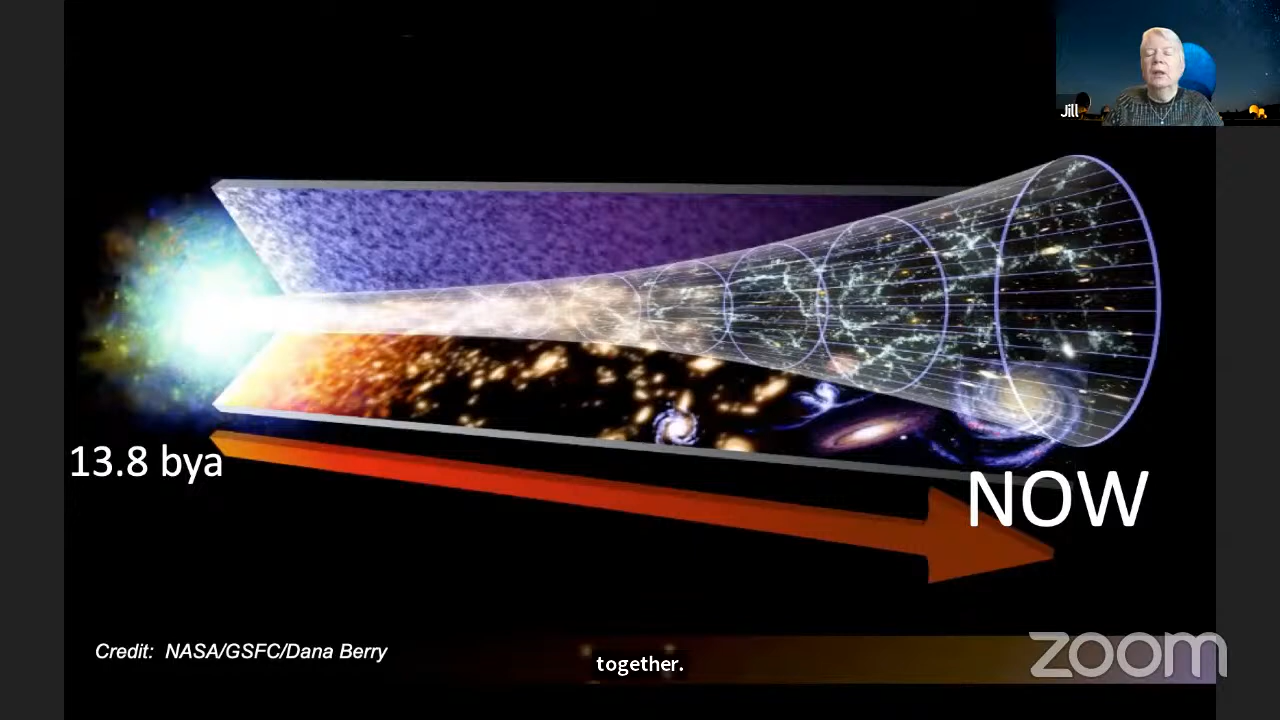 Jill
13.8 bya
NOW
Credit: NASA/GSFC/Dana Berry
together.
zoom